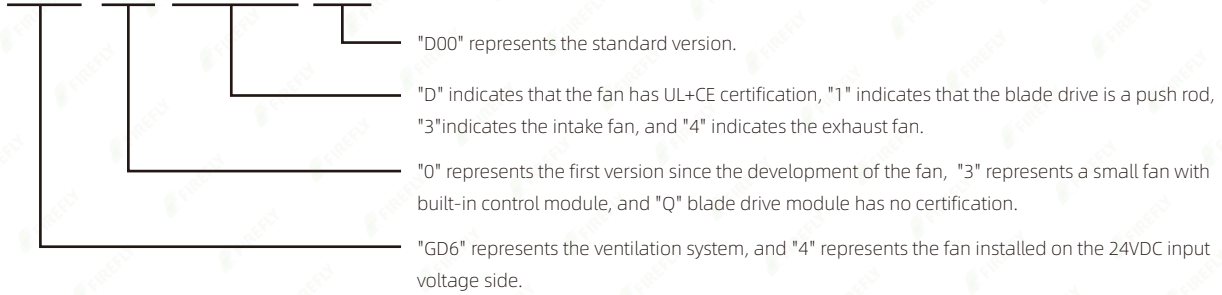 "D00" represents the standard version.
"D" indicates that the fan has UL+CE certification, "1" indicates that the blade drive is a push rod,
"3"indicates the intake fan, and "4" indicates the exhaust fan.
"0" represents the first version since the development of the fan, "3" represents a small fan with
built-in control module, and "Q" blade drive module has no certification.
"GD6" represents the ventilation system, and "4" represents the fan installed on the 24VDC input
voltage side.
FIREFLY